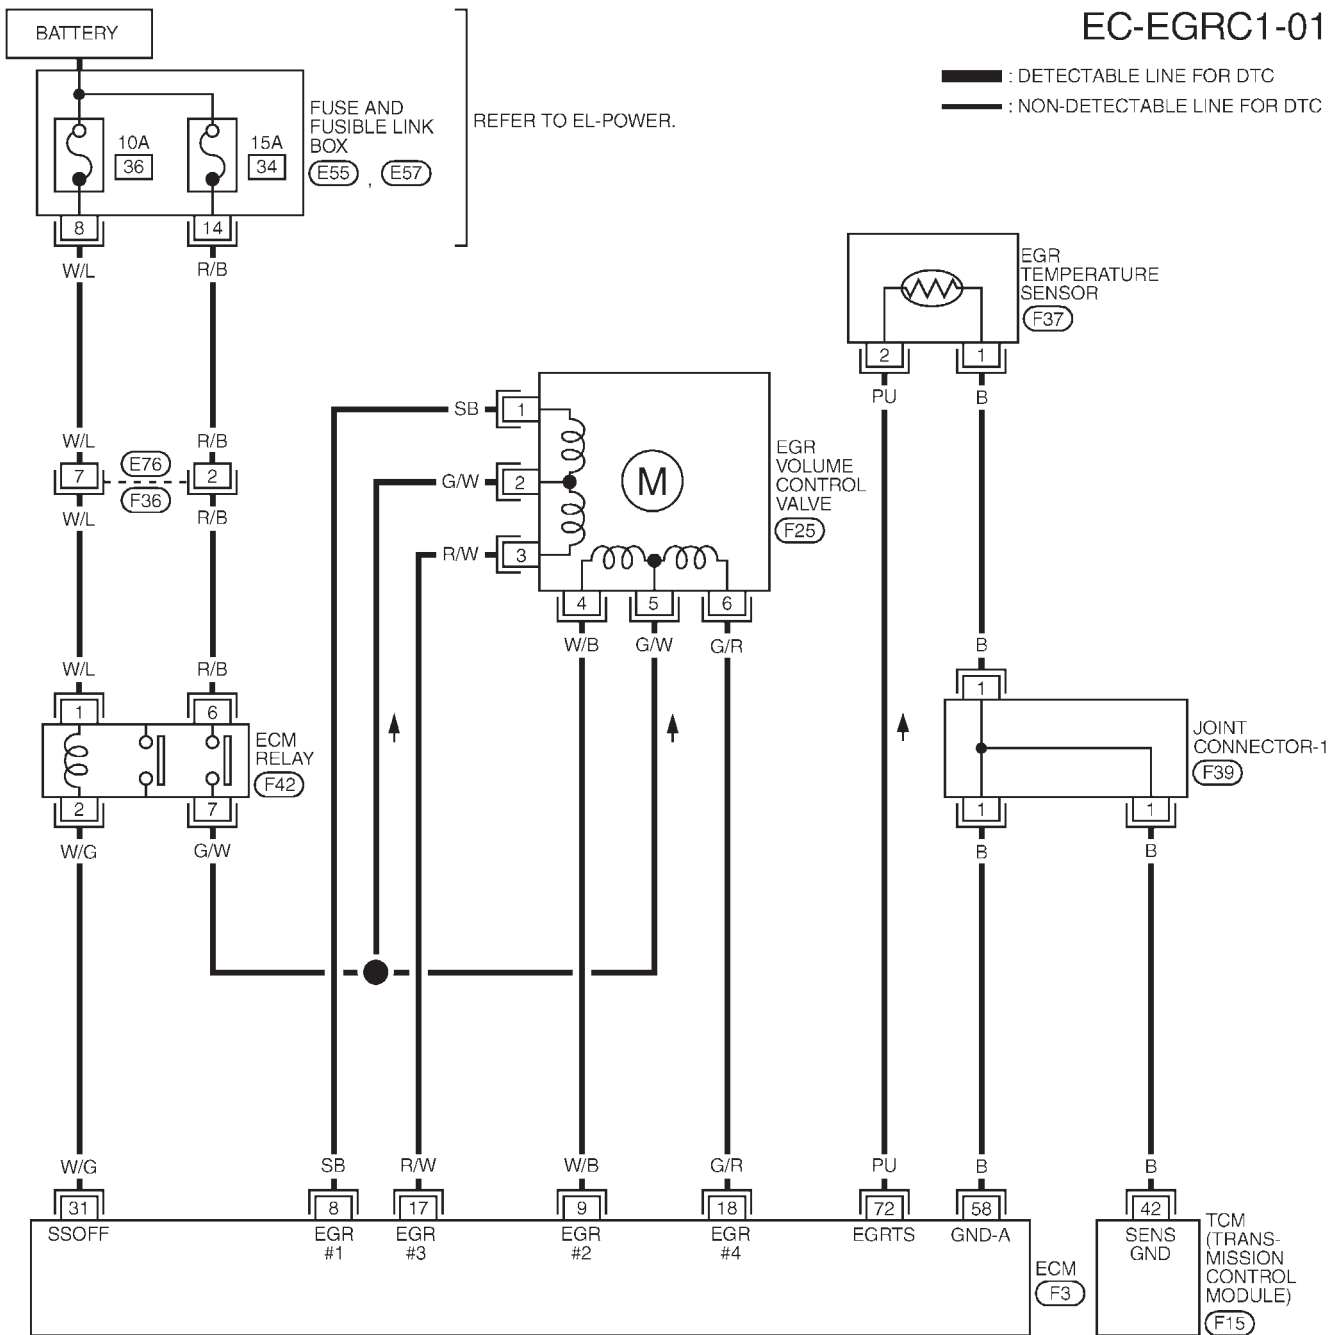 EC-EGRC1-01
: DETECTABLE LINE FOR DTC
: NON-DETECTABLE LINE FOR DTC
BATTERY
10A
36
15A
34
FUSE AND
FUSIBLE LINK
BOX
E55 , E57
REFER TO EL-POWER.
8
14
W/L
R/B
EGR
TEMPERATURE
SENSOR
F37
2
1
PU
B
W/L
R/B
7
E76
F36
2
W/L
R/B
SB
1
G/W
2
R/W
3
M
EGR
VOLUME
CONTROL
VALVE
F25
4
5
6
W/B
G/W
G/R
W/L
R/B
1
6
ECM
RELAY
F42
2
7
W/G
G/W
B
1
JOINT
CONNECTOR-1
F39
1
1
B
B
W/G
SB
R/W
W/B
G/R
PU
B
B
31
8
17
9
18
72
58
42
SSOFF
EGR
#1
EGR
#3
EGR
#2
EGR
#4
EGRTS
GND-A
ECM
F3
SENS
GND
TCM
(TRANS-
MISSION
CONTROL
MODULE)
F15